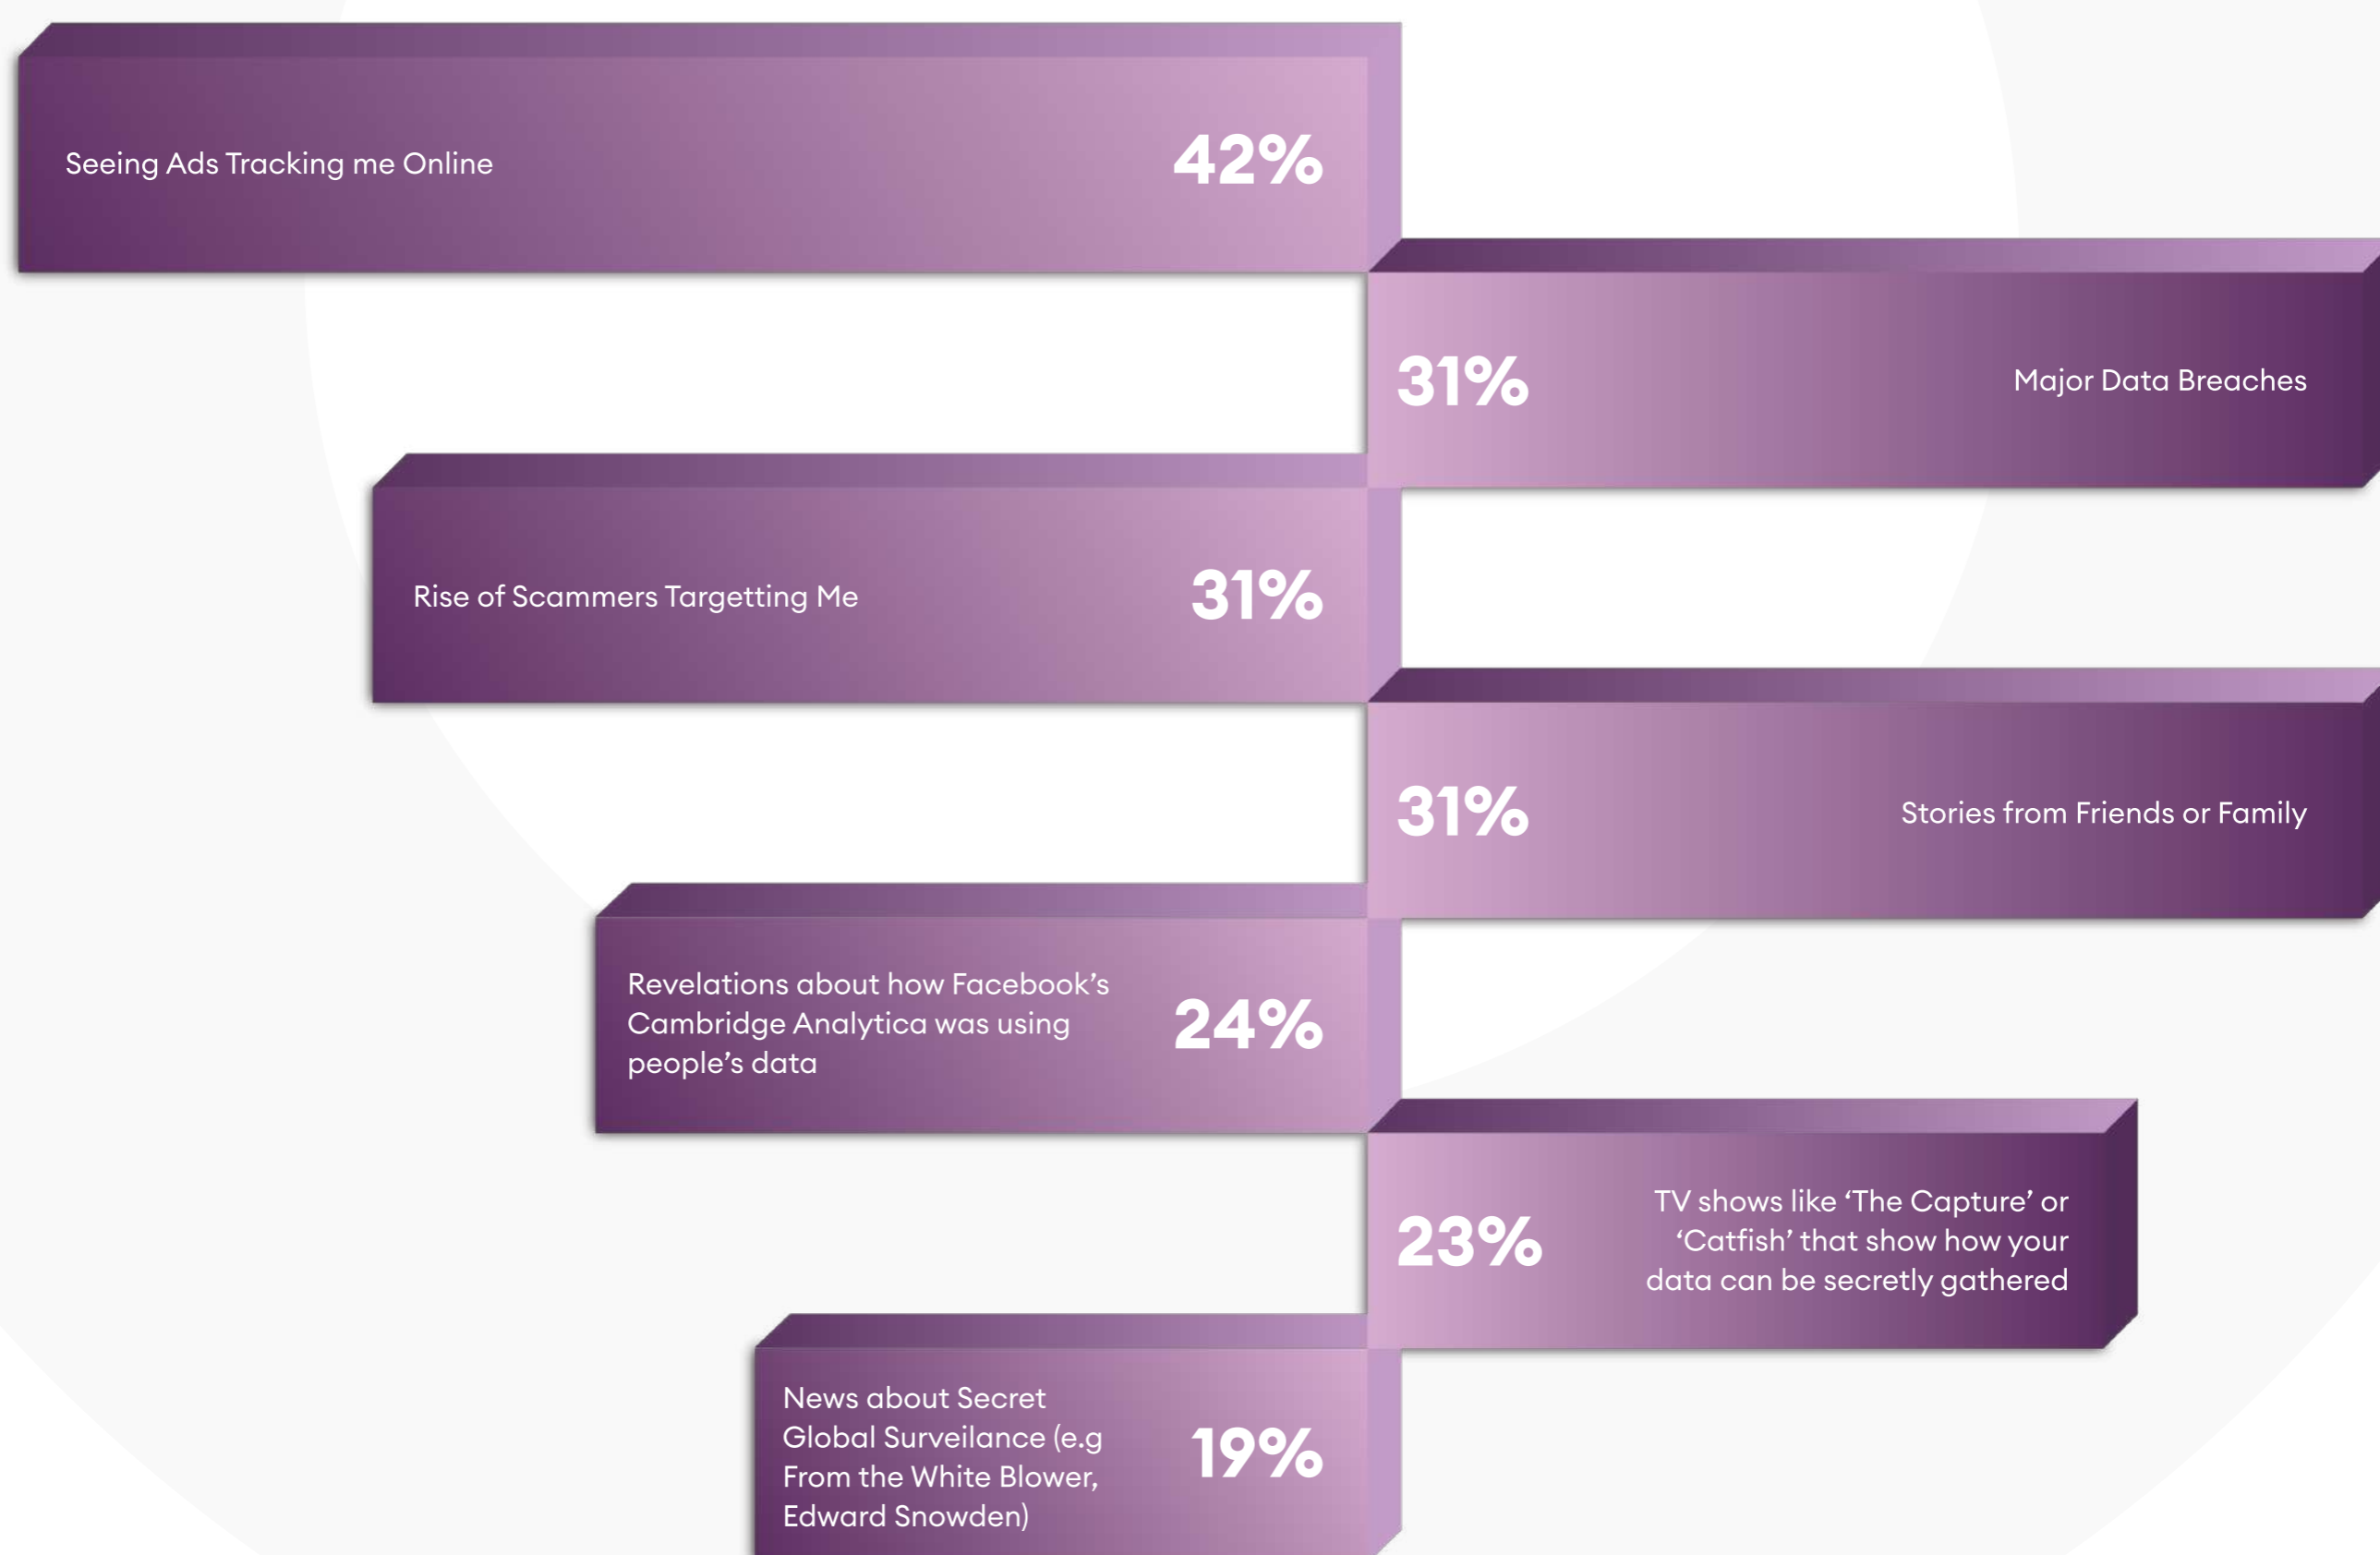 Seeing Ads Tracking me Online
42%
31%
Major Data Breaches
Rise of Scammers Targetting Me
31%
31%
Stories from Friends or Family
Revelations about how Facebook’s
Cambridge Analytica was using
people’s data
24%
23%
TV shows like ‘The Capture’ or
‘Catfish’ that show how your
data can be secretly gathered
News about Secret
Global Surveilance (e.g
From the White Blower,
Edward Snowden)
19%